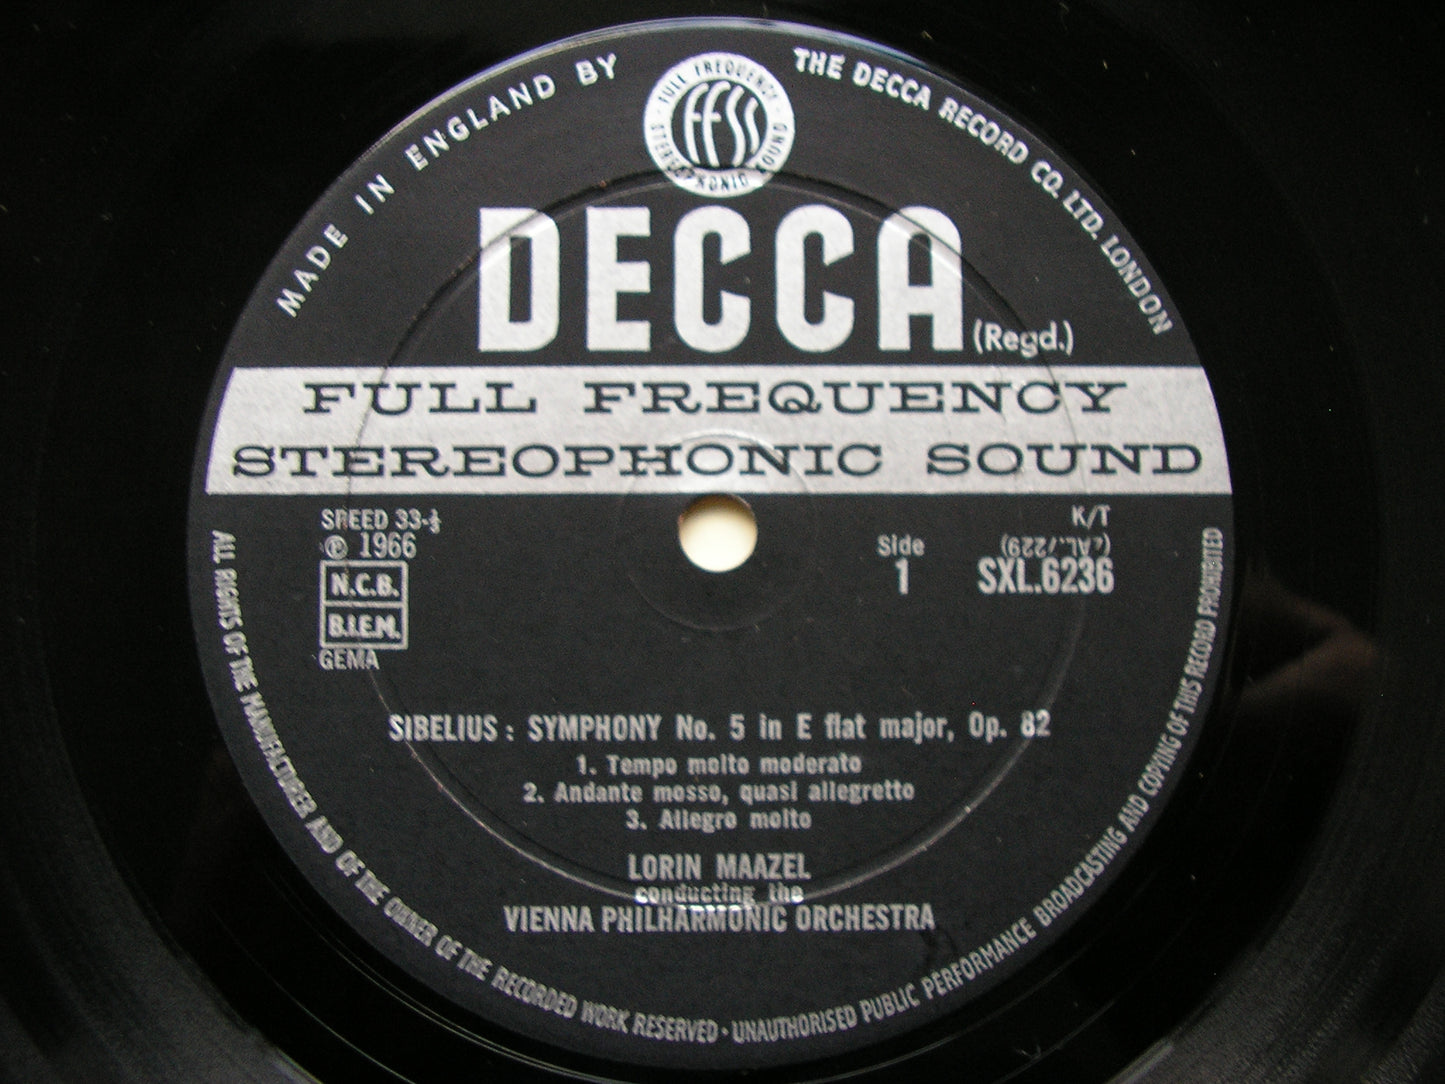 MADE IN ENGLAND BY
THE DECCA RECORD CO. LTD. LONDON
FULL FREQUENCY
STEREOPHONIC SOUND
FFSS
DECCA (Regd.)
FULL FREQUENCY
STEREOPHONIC SOUND
SPEED 33-⅓
Ⓟ 1966
N.C.B.
B.I.E.M.
GEMA
K/T
(ZAL.7229)
Side
1
SXL.6236
SIBELIUS : SYMPHONY No. 5 in E flat major, Op. 82
1. Tempo molto moderato
2. Andante mosso, quasi allegretto
3. Allegro molto
LORIN MAAZEL
conducting the
VIENNA PHILHARMONIC ORCHESTRA
ALL RIGHTS OF THE MANUFACTURER AND OF THE OWNER OF THE RECORDED WORK RESERVED · UNAUTHORISED PUBLIC PERFORMANCE BROADCASTING AND COPYING OF THIS RECORD PROHIBITED